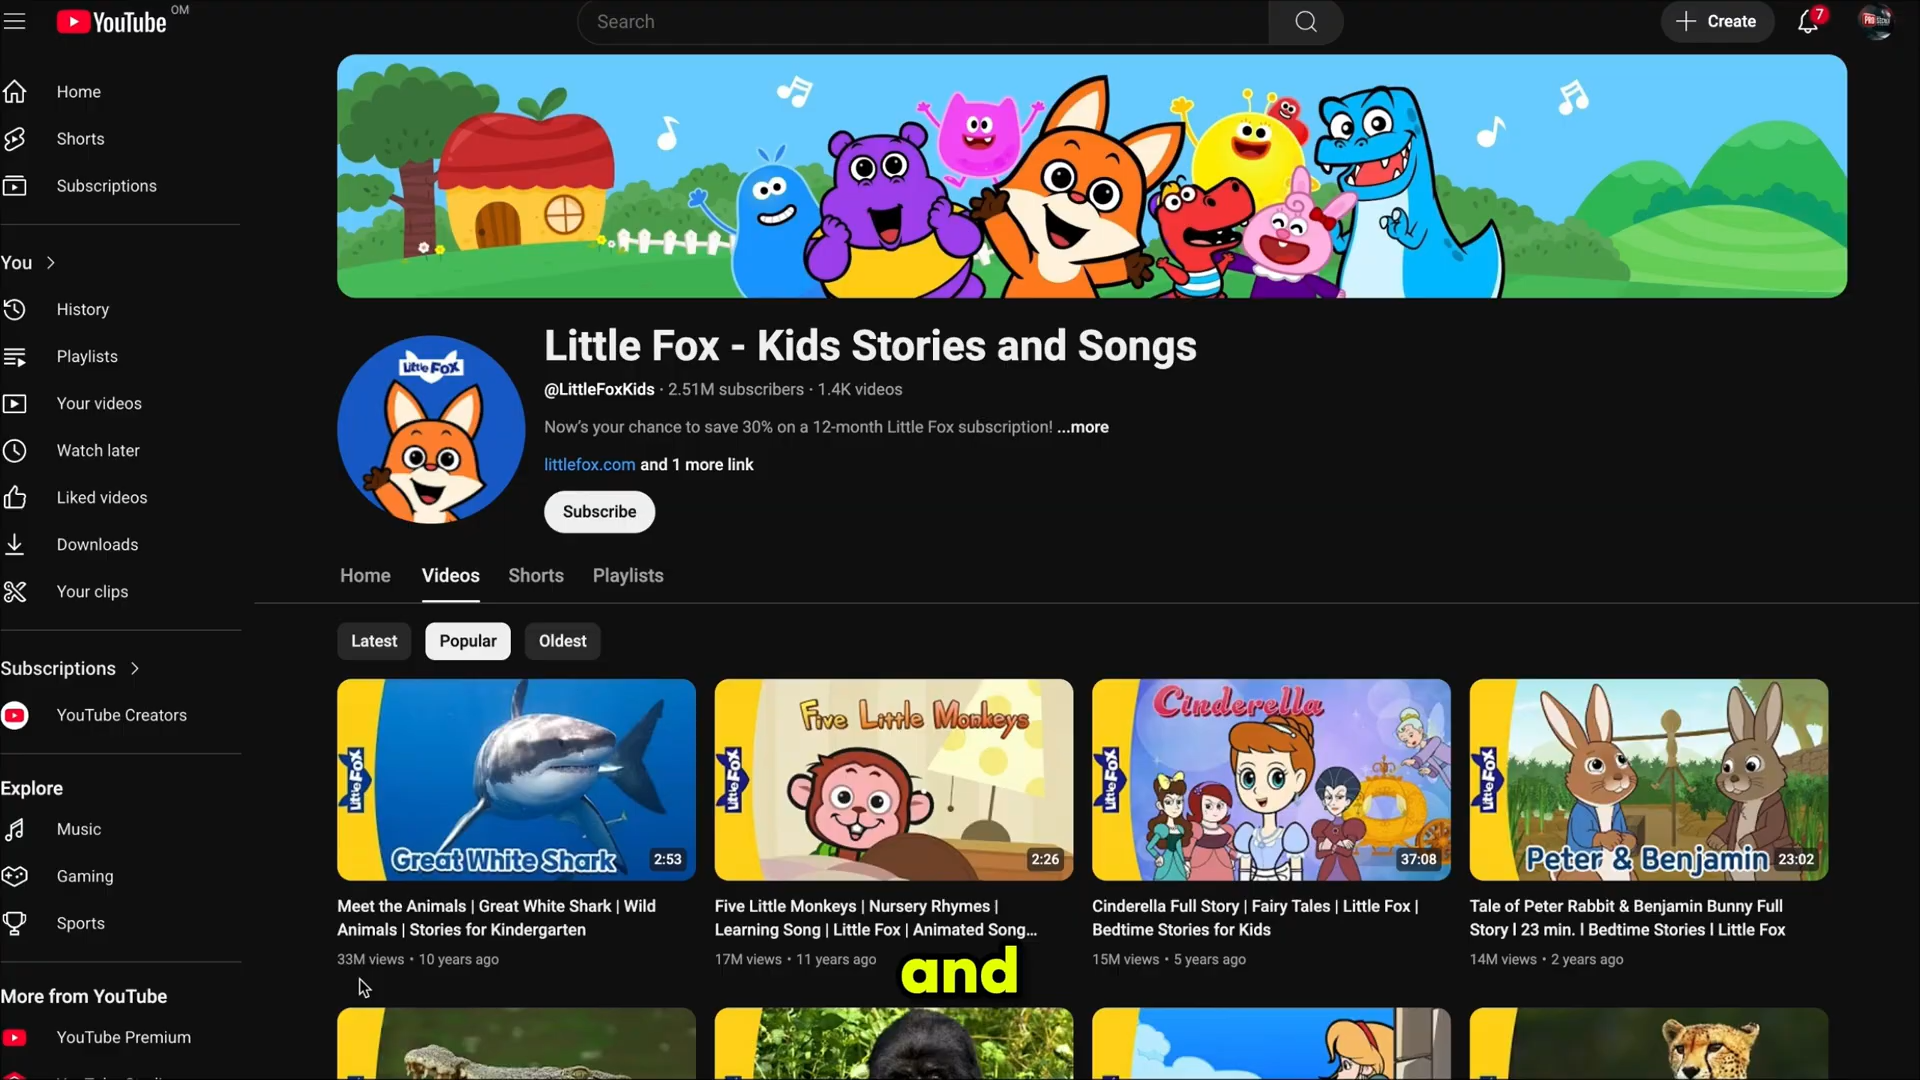 YouTube OM
Search
Create
7
Home
Shorts
Subscriptions
You
History
Playlists
Your videos
Watch later
Liked videos
Downloads
Your clips
Subscriptions
YouTube Creators
Explore
Music
Gaming
Sports
More from YouTube
YouTube Premium
Little Fox
Little Fox - Kids Stories and Songs
@LittleFoxKids · 2.51M subscribers · 1.4K videos
Now's your chance to save 30% on a 12-month Little Fox subscription! ...more
littlefox.com and 1 more link
Subscribe
Home Videos Shorts Playlists
Latest Popular Oldest
Little Fox
Great White Shark
2:53
Meet the Animals | Great White Shark | Wild
Animals | Stories for Kindergarten
33M views · 10 years ago
Little Fox
Five Little Monkeys
2:26
Five Little Monkeys | Nursery Rhymes |
Learning Song | Little Fox | Animated Song...
17M views · 11 years ago
Little Fox
Cinderella
37:08
Cinderella Full Story | Fairy Tales | Little Fox |
Bedtime Stories for Kids
15M views · 5 years ago
Little Fox
Peter & Benjamin
23:02
Tale of Peter Rabbit & Benjamin Bunny Full
Story l 23 min. l Bedtime Stories l Little Fox
14M views · 2 years ago
and